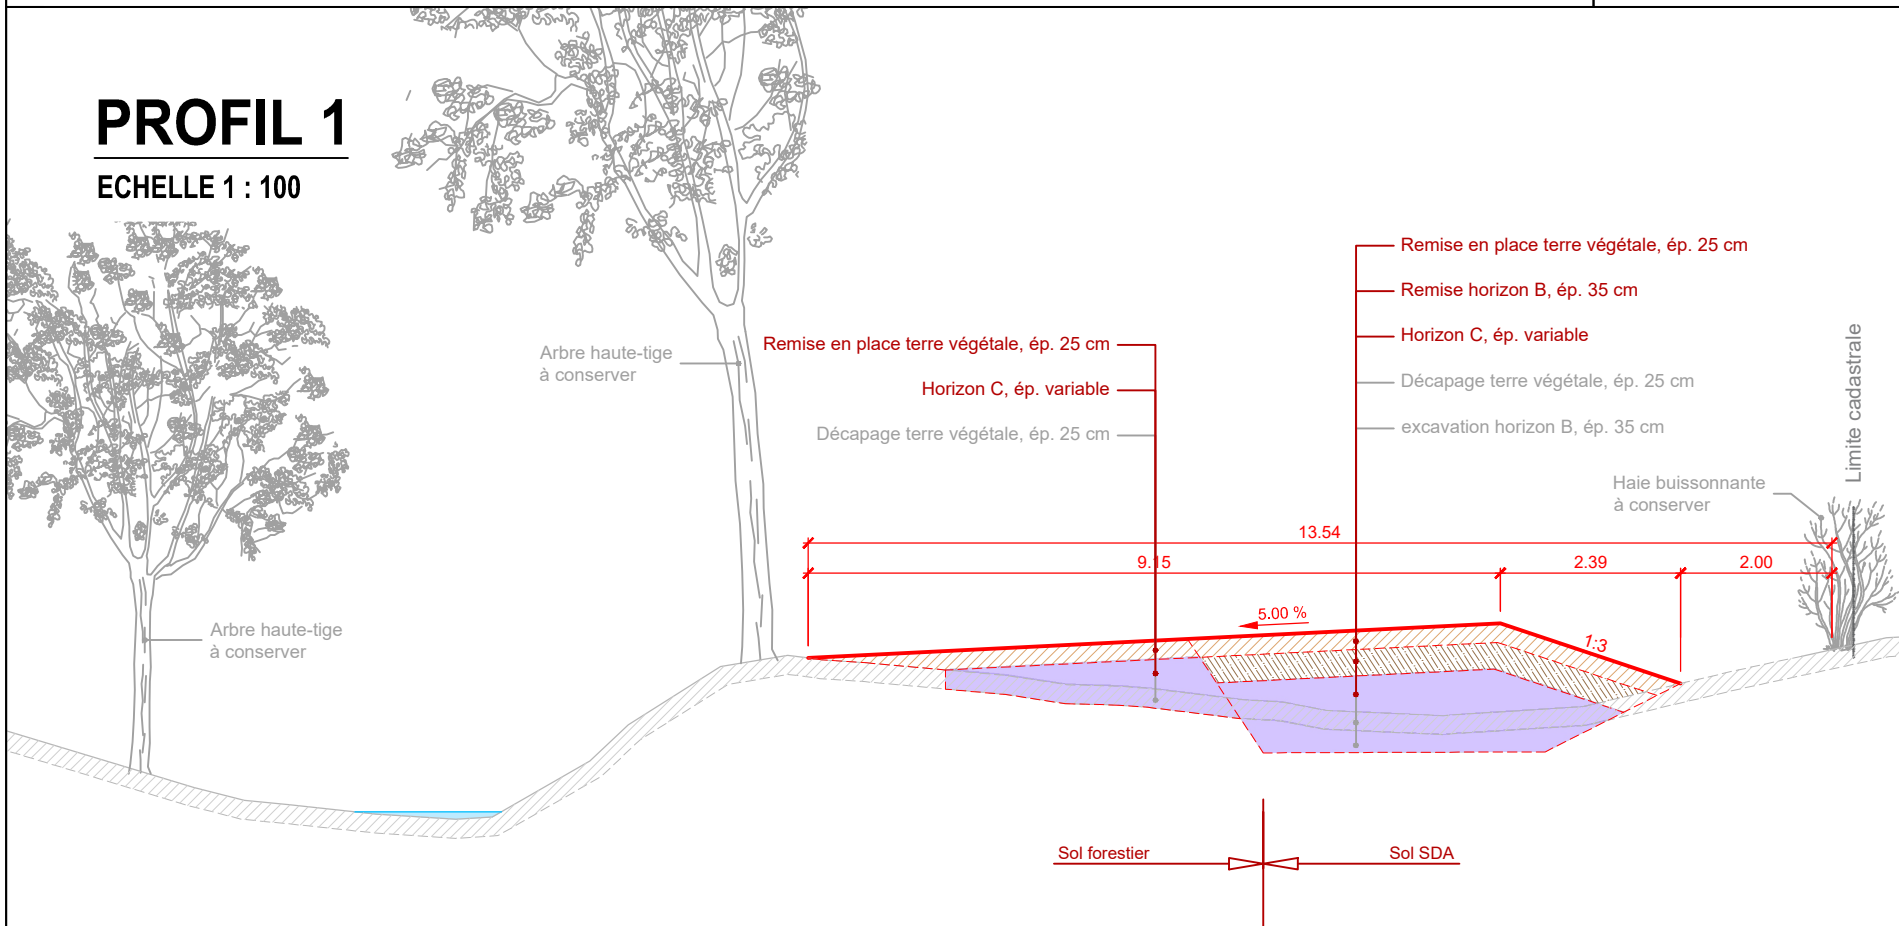 PROFIL 1
ECHELLE 1 : 100
Remise en place terre végétale, ép. 25 cm
Remise horizon B, ép. 35 cm
Horizon C, ép. variable
Décapage terre végétale, ép. 25 cm
excavation horizon B, ép. 35 cm
Remise en place terre végétale, ép. 25 cm
Horizon C, ép. variable
Décapage terre végétale, ép. 25 cm
Arbre haute-tige
à conserver
Limite cadastrale
Haie buissonnante
à conserver
13.54
9.15
2.39
2.00
5.00 %
1:3
Arbre haute-tige
à conserver
Sol forestier
Sol SDA